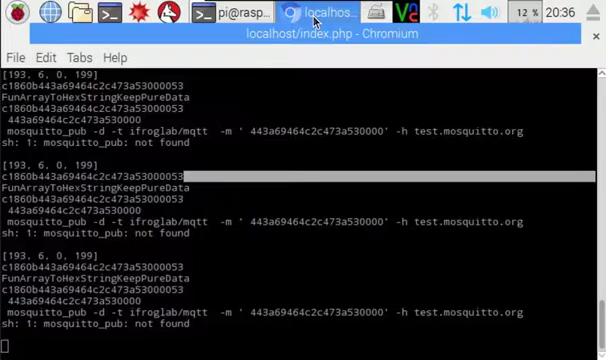 pi@rasp...
localhos...
12 %
20:36
localhost/index.php - Chromium
File Edit Tabs Help
[193, 6, 0, 199]
c1860b443a69464c2c473a53000053
FunArrayToHexStringKeepPureData
c1860b443a69464c2c473a53000053
443a69464c2c473a530000
mosquitto_pub -d -t ifroglab/mqtt  -m ' 443a69464c2c473a530000' -h test.mosquitto.org
sh: 1: mosquitto_pub: not found
[193, 6, 0, 199]
c1860b443a69464c2c473a53000053
FunArrayToHexStringKeepPureData
c1860b443a69464c2c473a53000053
443a69464c2c473a530000
mosquitto_pub -d -t ifroglab/mqtt  -m ' 443a69464c2c473a530000' -h test.mosquitto.org
sh: 1: mosquitto_pub: not found
[193, 6, 0, 199]
c1860b443a69464c2c473a53000053
FunArrayToHexStringKeepPureData
c1860b443a69464c2c473a53000053
443a69464c2c473a530000
mosquitto_pub -d -t ifroglab/mqtt  -m ' 443a69464c2c473a530000' -h test.mosquitto.org
sh: 1: mosquitto_pub: not found